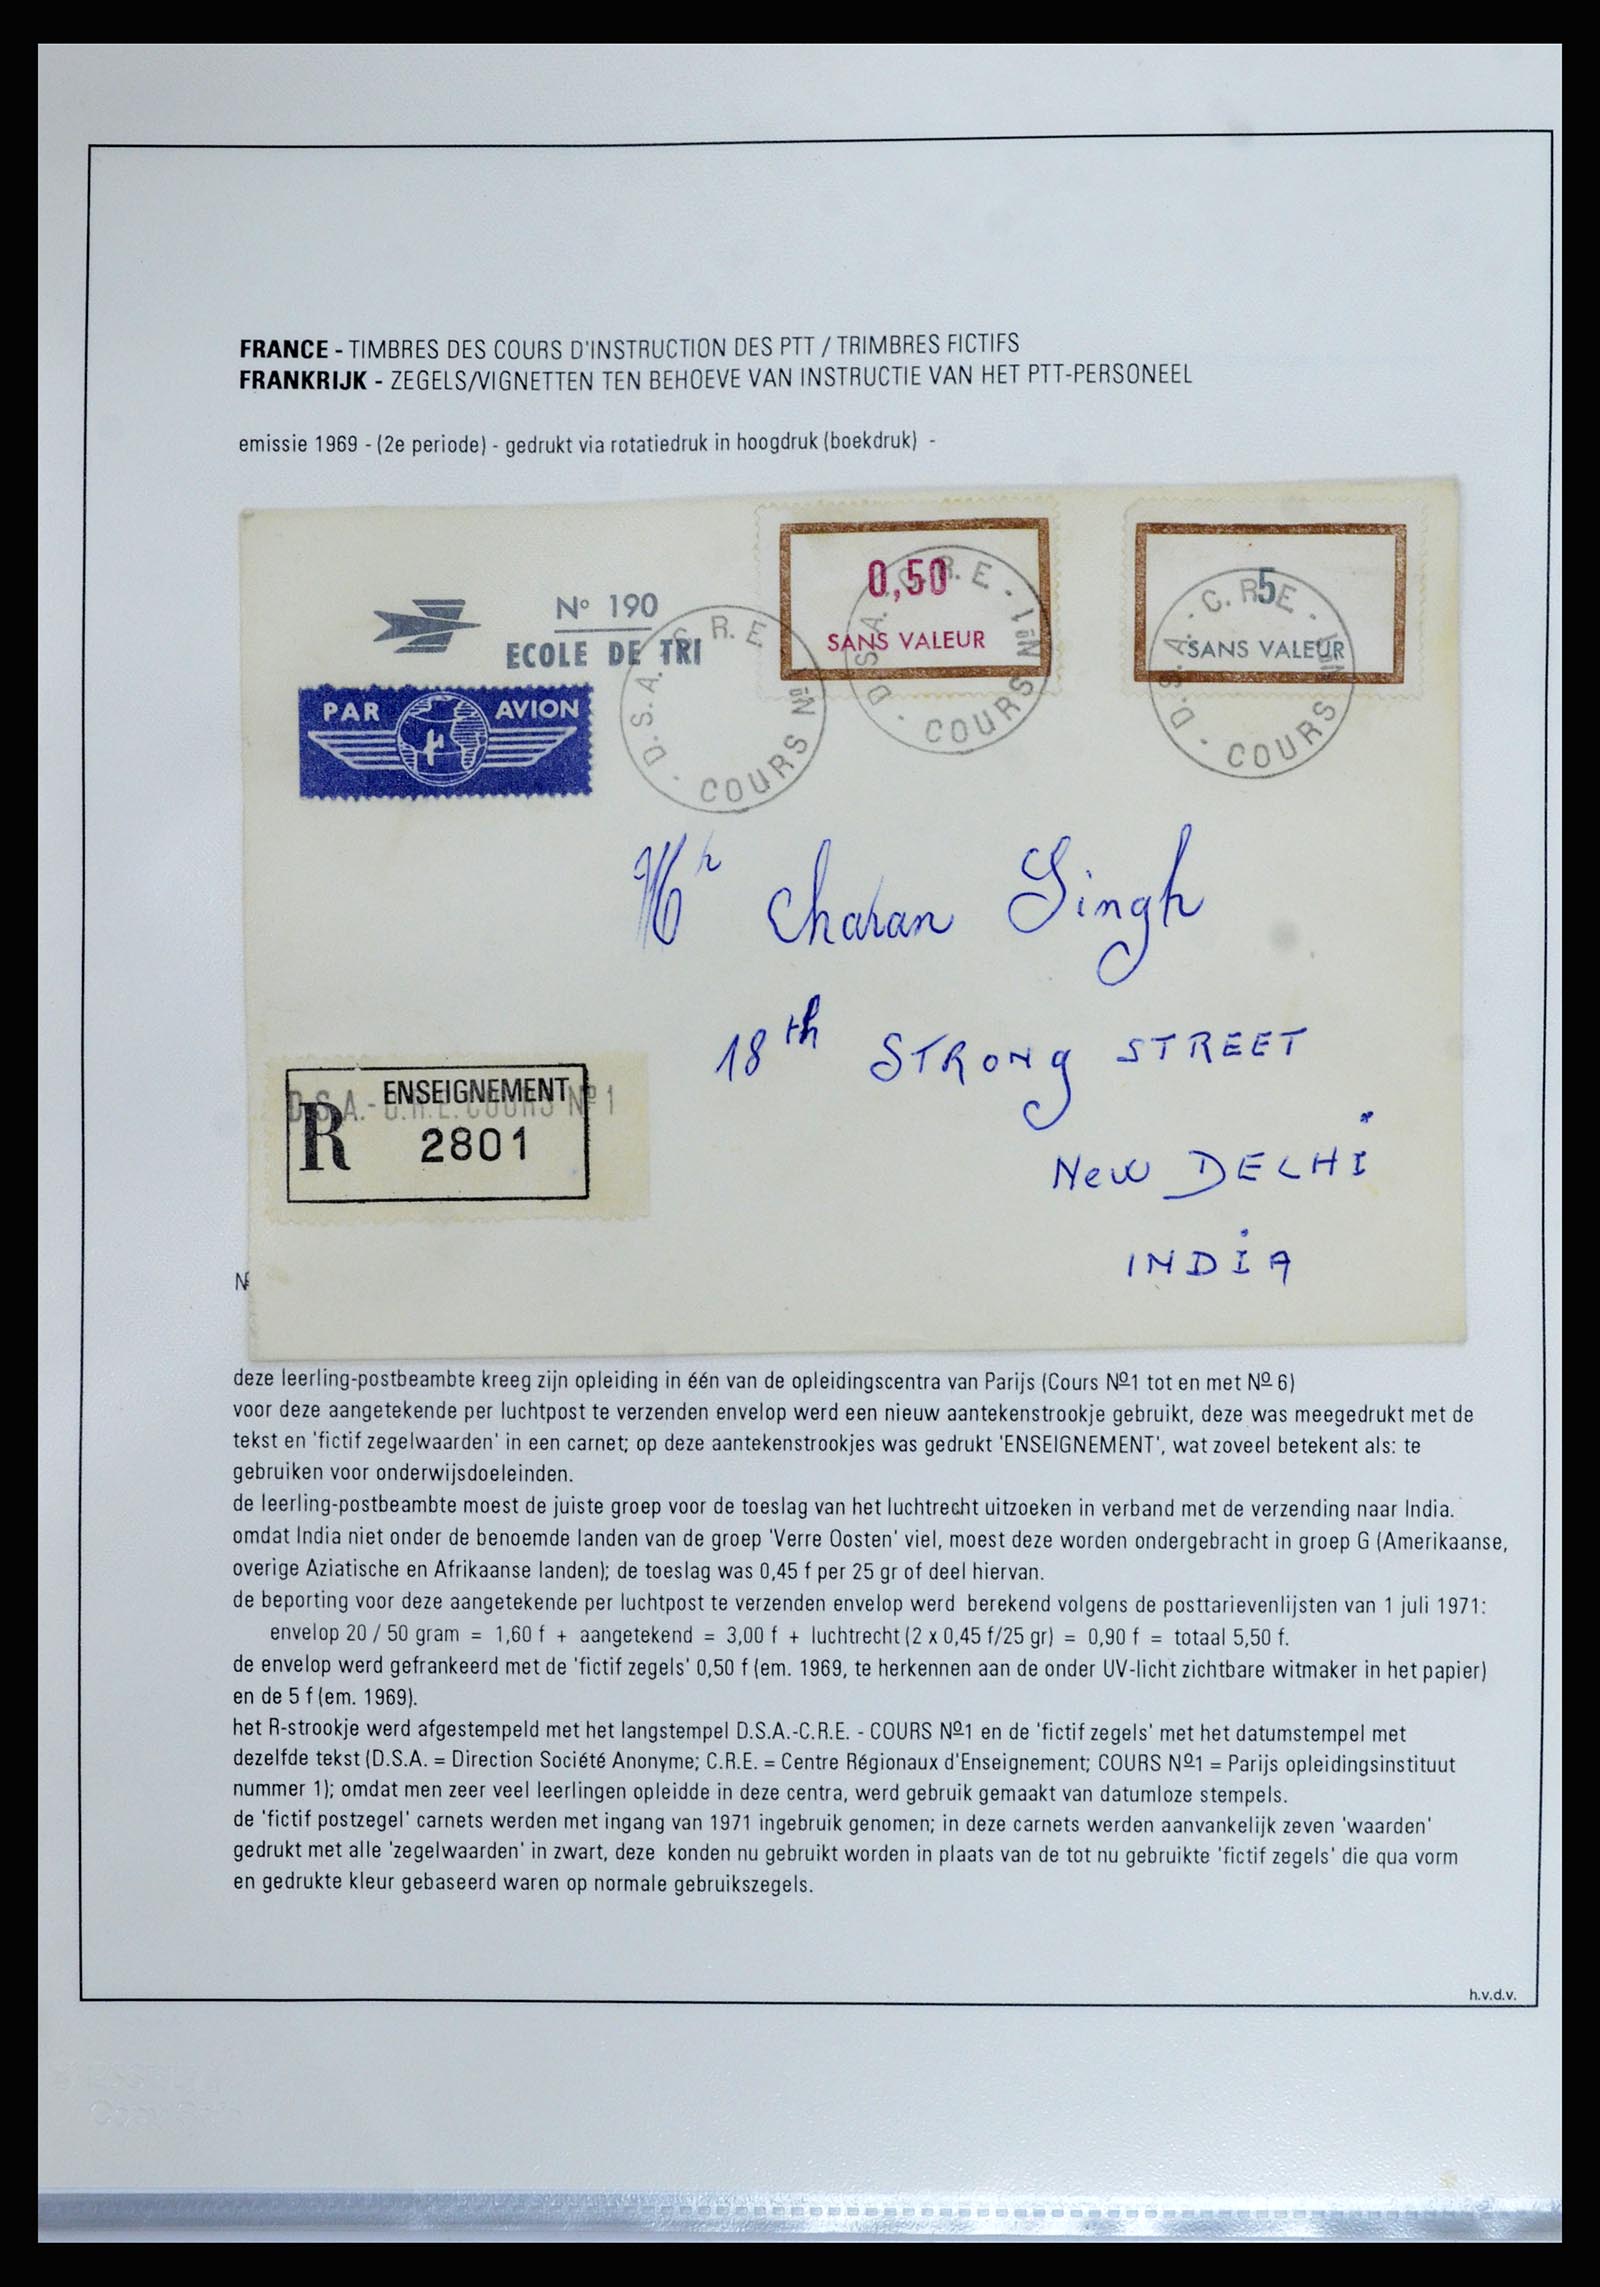 FRANCE - TIMBRES DES COURS D'INSTRUCTION DES PTT / TRIMBRES FICTIFS
FRANKRIJK - ZEGELS/VIGNETTEN TEN BEHOEVE VAN INSTRUCTIE VAN HET PTT-PERSONEEL
emissie 1969 - (2e periode) - gedrukt via rotatiedruk in hoogdruk (boekdruk) -
Nº 190
ECOLE DE TRI
PAR AVION
D.S.A. C.R.E. COURS Nº
0,50
SANS VALEUR
D.S.A. C.R.E. - COURS Nº 1
5
SANS VALEUR
D.S.A. - C.R.E. - COURS Nº 1
Mr Charan Singh
18th STRONG STREET
NeW DELHI
INDIA
ENSEIGNEMENT
D.S.A.-C.R.E. COURS Nº 1
R 2801
deze leerling-postbeambte kreeg zijn opleiding in één van de opleidingscentra van Parijs (Cours Nº1 tot en met Nº 6)
voor deze aangetekende per luchtpost te verzenden envelop werd een nieuw aantekenstrookje gebruikt, deze was meegedrukt met de
tekst en 'fictif zegelwaarden' in een carnet; op deze aantekenstrookjes was gedrukt 'ENSEIGNEMENT', wat zoveel betekent als: te
gebruiken voor onderwijsdoeleinden.
de leerling-postbeambte moest de juiste groep voor de toeslag van het luchtrecht uitzoeken in verband met de verzending naar India.
omdat India niet onder de benoemde landen van de groep 'Verre Oosten' viel, moest deze worden ondergebracht in groep G (Amerikaanse,
overige Aziatische en Afrikaanse landen); de toeslag was 0,45 f per 25 gr of deel hiervan.
de beporting voor deze aangetekende per luchtpost te verzenden envelop werd berekend volgens de posttarievenlijsten van 1 juli 1971:
envelop 20 / 50 gram = 1,60 f + aangetekend = 3,00 f + luchtrecht (2 x 0,45 f/25 gr) = 0,90 f = totaal 5,50 f.
de envelop werd gefrankeerd met de 'fictif zegels' 0,50 f (em. 1969, te herkennen aan de onder UV-licht zichtbare witmaker in het papier)
en de 5 f (em. 1969).
het R-strookje werd afgestempeld met het langstempel D.S.A.-C.R.E. - COURS Nº1 en de 'fictif zegels' met het datumstempel met
dezelfde tekst (D.S.A. = Direction Société Anonyme; C.R.E. = Centre Régionaux d'Enseignement; COURS Nº1 = Parijs opleidingsinstituut
nummer 1); omdat men zeer veel leerlingen opleidde in deze centra, werd gebruik gemaakt van datumloze stempels.
de 'fictif postzegel' carnets werden met ingang van 1971 ingebruik genomen; in deze carnets werden aanvankelijk zeven 'waarden'
gedrukt met alle 'zegelwaarden' in zwart, deze konden nu gebruikt worden in plaats van de tot nu gebruikte 'fictif zegels' die qua vorm
en gedrukte kleur gebaseerd waren op normale gebruikszegels.
h.v.d.v.